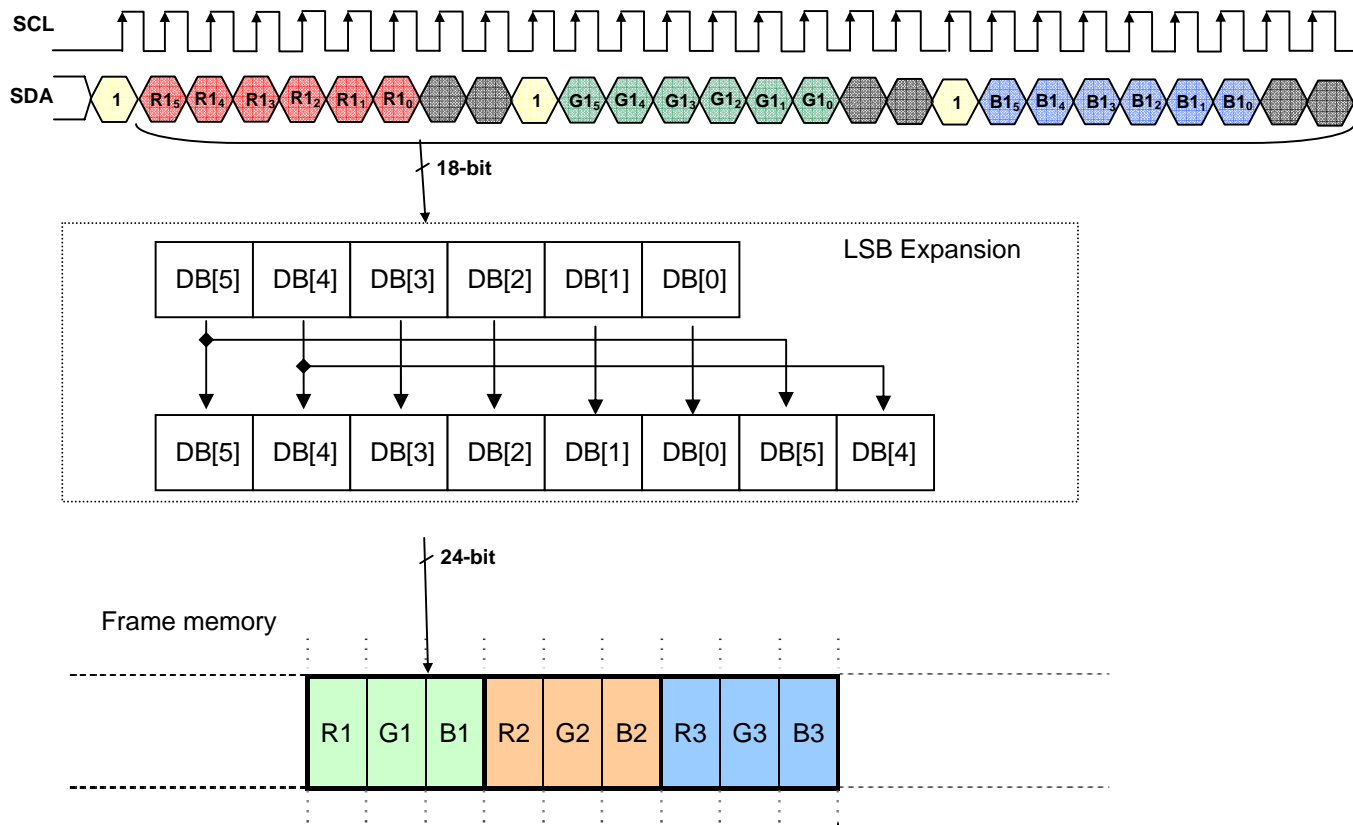 SCL
SDA 1 R1₅ R1₄ R1₃ R1₂ R1₁ R1₀ 1 G1₅ G1₄ G1₃ G1₂ G1₁ G1₀ 1 B1₅ B1₄ B1₃ B1₂ B1₁ B1₀
18-bit
LSB Expansion
DB[5] DB[4] DB[3] DB[2] DB[1] DB[0]
DB[5] DB[4] DB[3] DB[2] DB[1] DB[0] DB[5] DB[4]
24-bit
Frame memory
R1 G1 B1 R2 G2 B2 R3 G3 B3